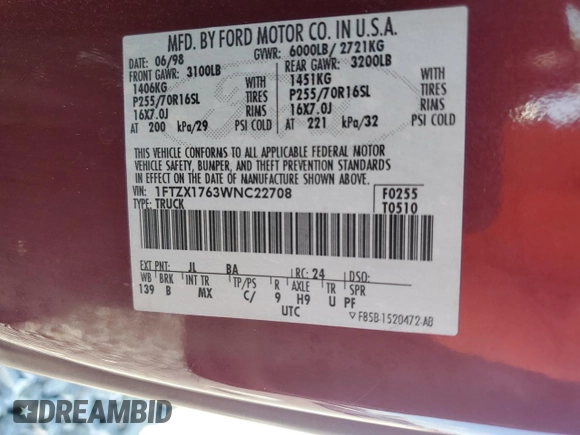 MFD. BY FORD MOTOR CO. IN U.S.A.
DATE: 06/98 GVWR: 6000LB/ 2721KG
FRONT GAWR: 3100LB REAR GAWR: 3200LB
1406KG WITH 1451KG WITH
P255/70R16SL TIRES P255/70R16SL TIRES
16X7.0J RIMS 16X7.0J RIMS
AT 200 kPa/29 PSI COLD AT 221 kPa/32 PSI COLD
THIS VEHICLE CONFORMS TO ALL APPLICABLE FEDERAL MOTOR
VEHICLE SAFETY, BUMPER, AND THEFT PREVENTION STANDARDS
IN EFFECT ON THE DATE OF MANUFACTURE SHOWN ABOVE.
VIN: 1FTZX1763WNC22708 F0255
TYPE: TRUCK T0510
EXT PNT: JL BA RC: 24 DSO:
WB BRK INT TR TP/PS R AXLE TR SPR
139 B MX C/ 9 H9 U PF
UTC
F85B-1520472-AB
DREAMBID